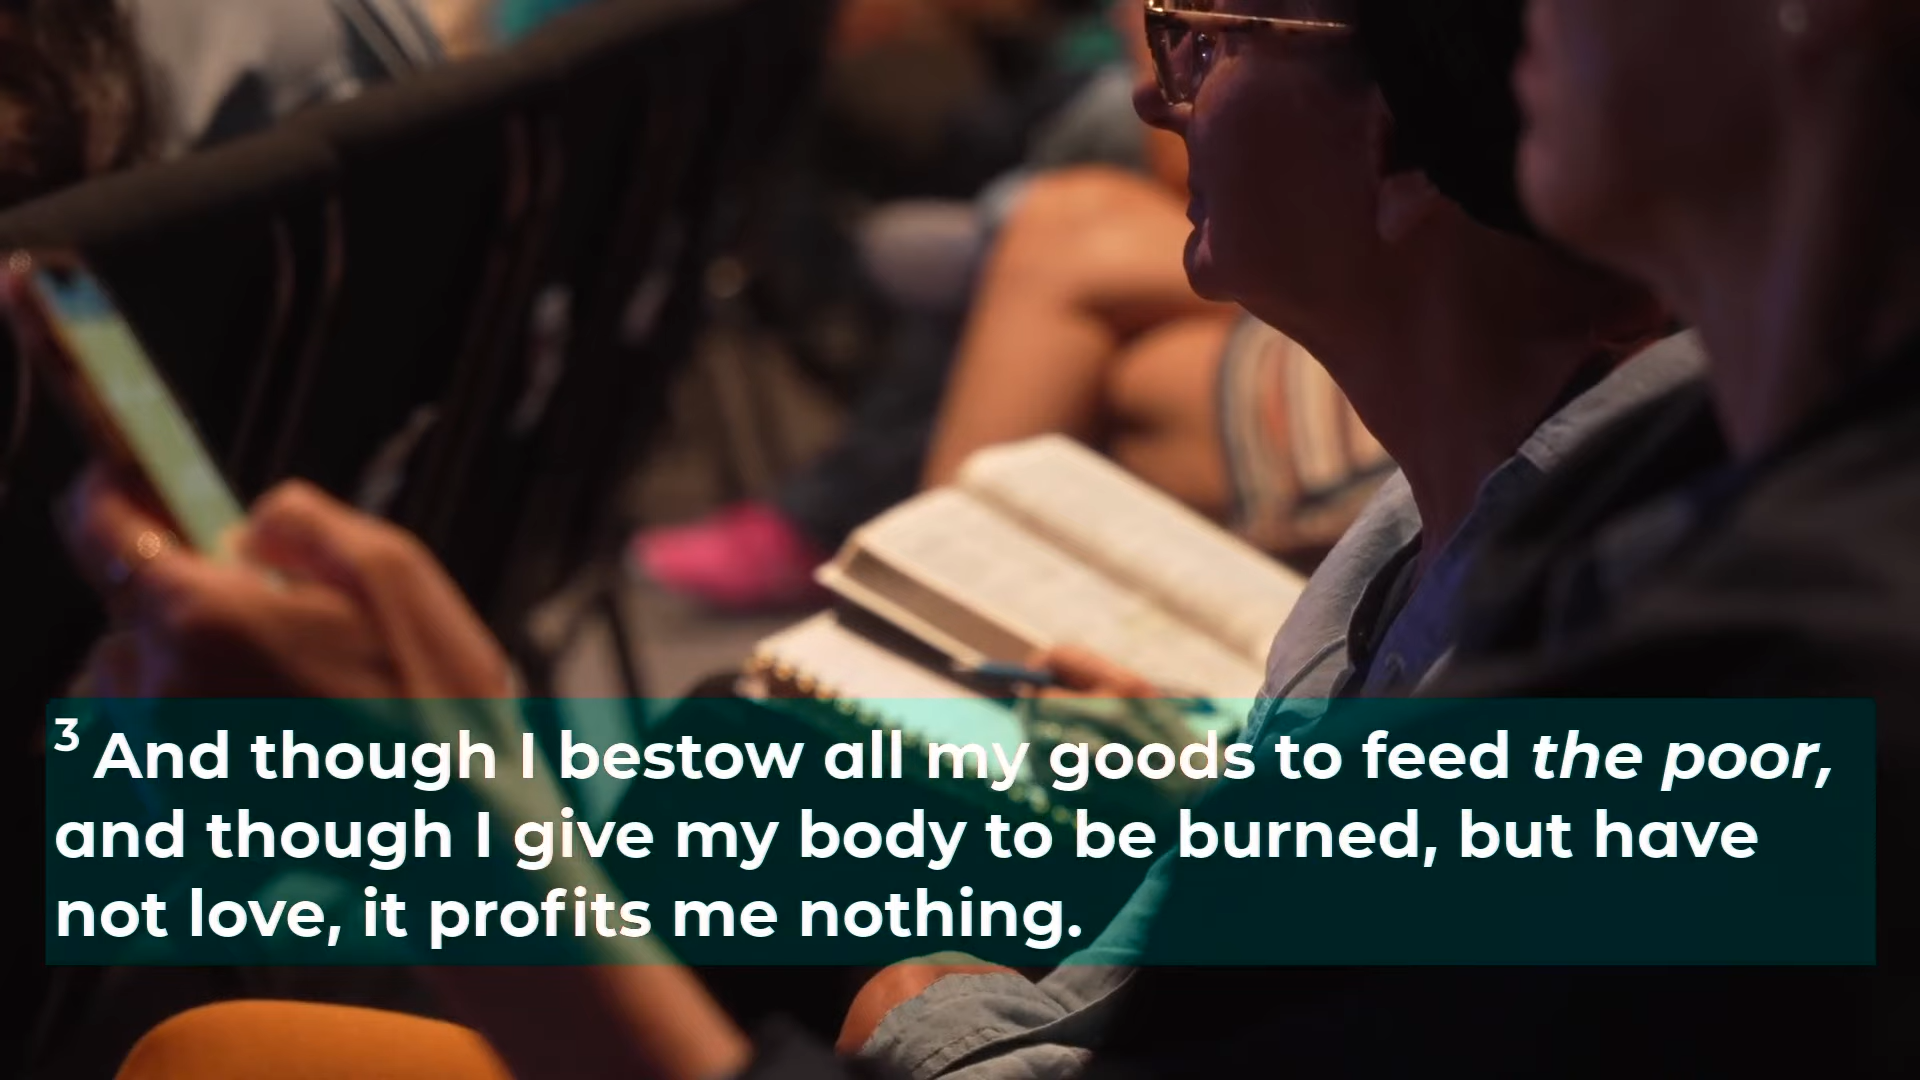 3 And though I bestow all my goods to feed the poor,
and though I give my body to be burned, but have
not love, it profits me nothing.